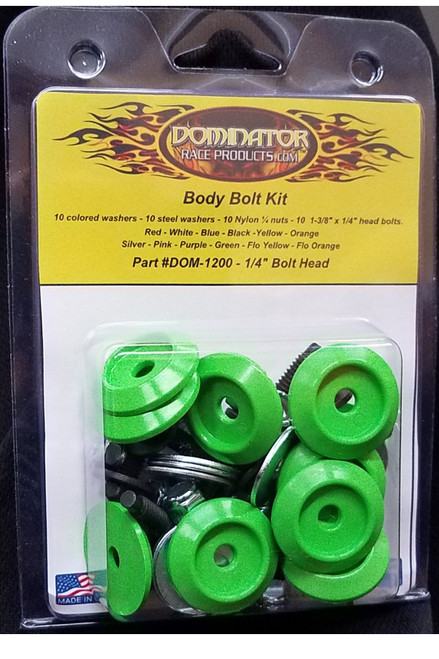 DOMINATOR
RACE PRODUCTS.COM
Body Bolt Kit
10 colored washers - 10 steel washers - 10 Nylon ¼ nuts - 10 1-3/8" x 1/4" head bolts.
Red - White - Blue - Black -Yellow - Orange
Silver - Pink - Purple - Green - Flo Yellow - Flo Orange
Part #DOM-1200 - 1/4" Bolt Head
MADE IN